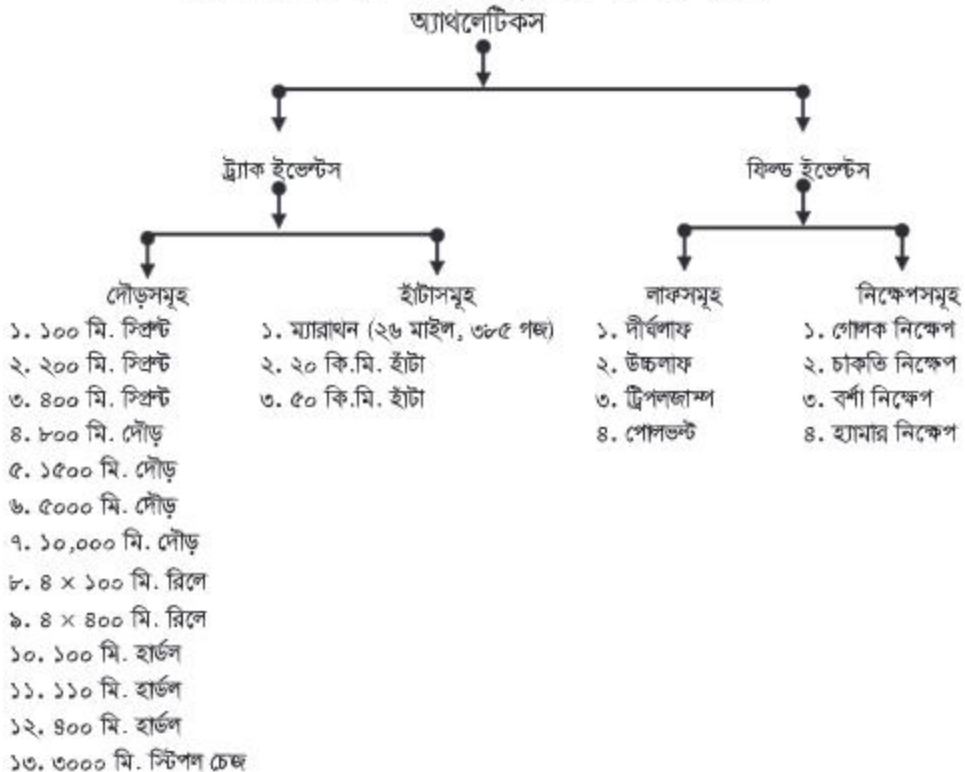 অ্যাথলেটিকস
ট্র্যাক ইভেন্টস
ফিল্ড ইভেন্টস
দৌড়সমূহ
১. ১০০ মি. স্প্রিন্ট
২. ২০০ মি. স্প্রিন্ট
৩. ৪০০ মি. স্প্রিন্ট
৪. ৮০০ মি. দৌড়
৫. ১৫০০ মি. দৌড়
৬. ৫০০০ মি. দৌড়
৭. ১০,০০০ মি. দৌড়
৮. ৪ × ১০০ মি. রিলে
৯. ৪ × ৪০০ মি. রিলে
১০. ১০০ মি. হার্ডল
১১. ১১০ মি. হার্ডল
১২. ৪০০ মি. হার্ডল
১৩. ৩০০০ মি. স্টিপল চেজ
হাঁটাসমূহ
১. ম্যারাথন (২৬ মাইল, ৩৮৫ গজ)
২. ২০ কি.মি. হাঁটা
৩. ৫০ কি.মি. হাঁটা
লাফসমূহ
১. দীর্ঘলাফ
২. উচ্চলাফ
৩. ট্রিপলজাম্প
৪. পোলভল্ট
নিক্ষেপসমূহ
১. গোলক নিক্ষেপ
২. চাকতি নিক্ষেপ
৩. বর্শা নিক্ষেপ
৪. হ্যামার নিক্ষেপ